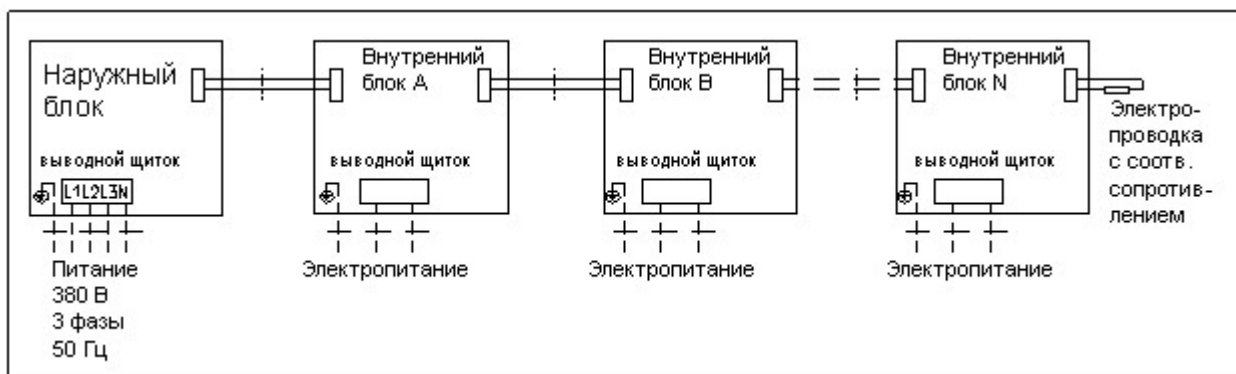 Наружный
блок
выводной щиток
L1L2L3N
Питание
380 В
3 фазы
50 Гц
Внутренний
блок A
выводной щиток
Электропитание
Внутренний
блок B
выводной щиток
Электропитание
Внутренний
блок N
выводной щиток
Электропитание
Электро-
проводка
с соотв.
сопротив-
лением